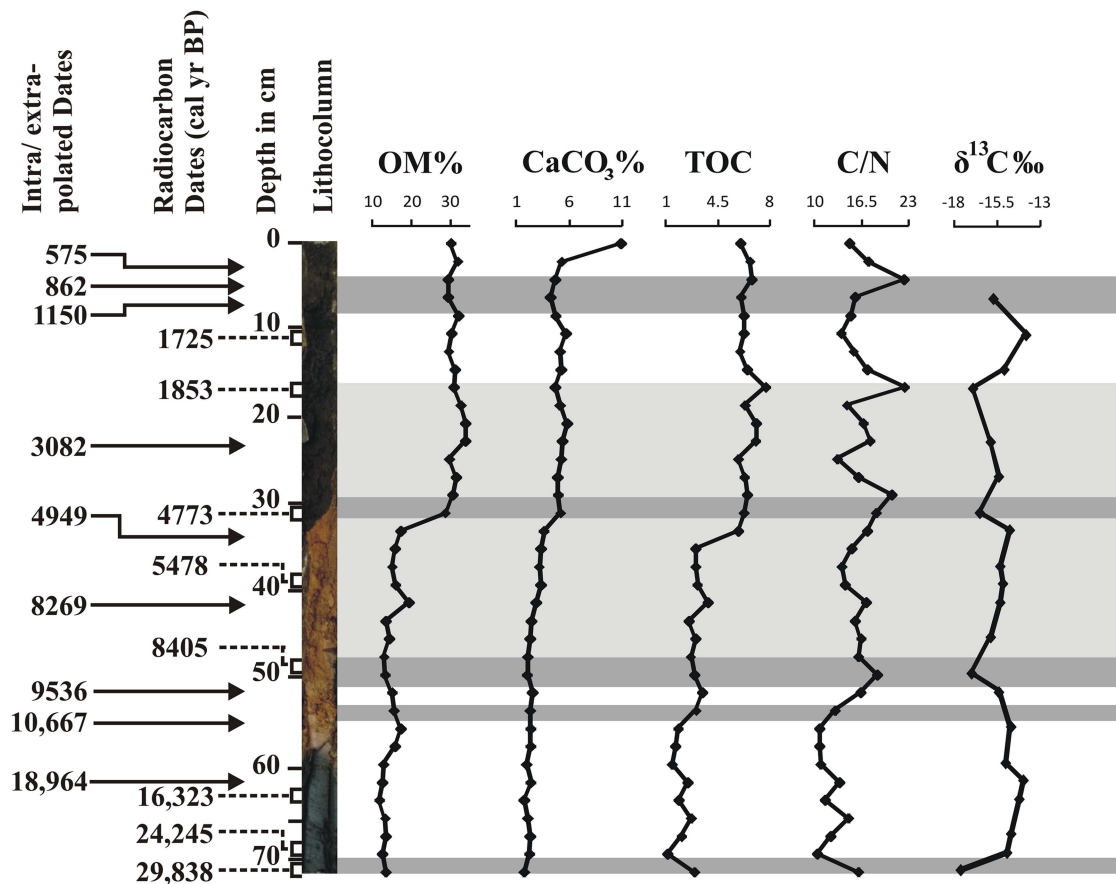 Intra/ extra-
polated Dates
Radiocarbon
Dates (cal yr BP)
Depth in cm
Lithocolumn
OM%
CaCO₃%
TOC
C/N
δ¹³C‰
10 20 30
1 6 11
1 4.5 8
10 16.5 23
-18 -15.5 -13
0
575
862
1150
10
1725
1853
20
3082
30
4949
4773
5478
40
8269
8405
50
9536
10,667
60
18,964
16,323
24,245
70
29,838